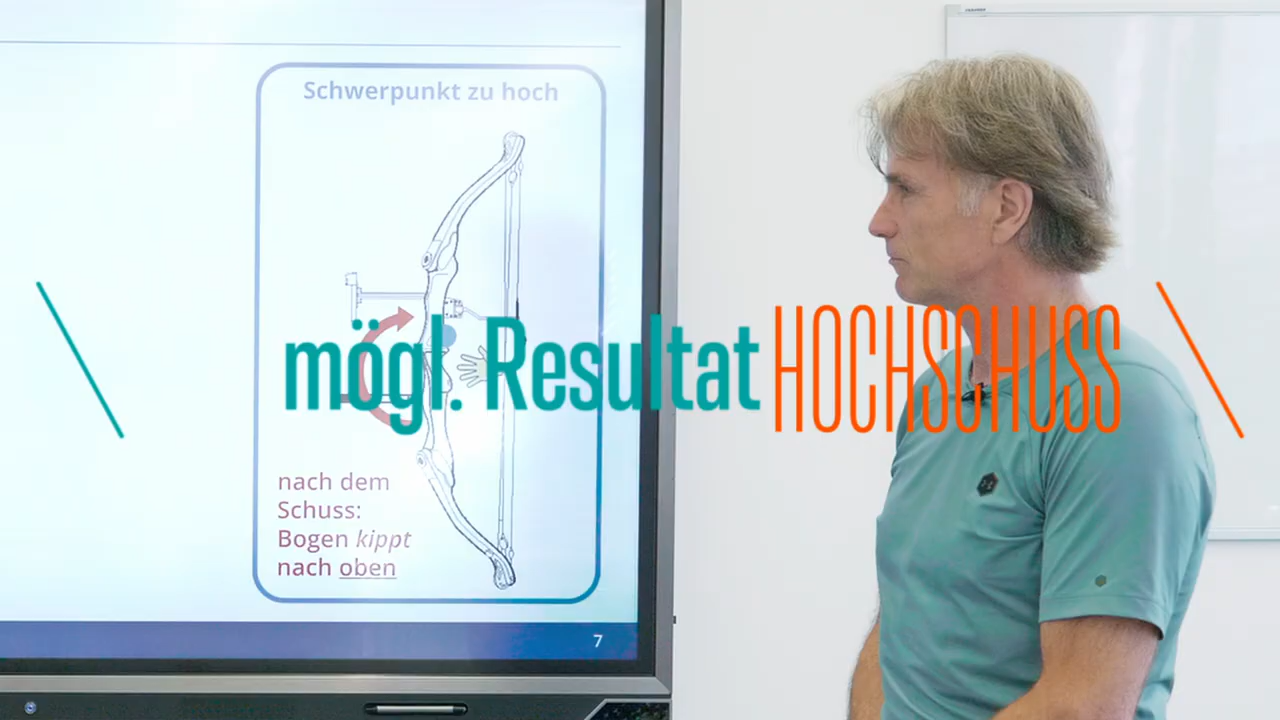 Schwerpunkt zu hoch
mögl. Resultat HOCHSCHUSS
nach dem
Schuss:
Bogen kippt
nach oben
7